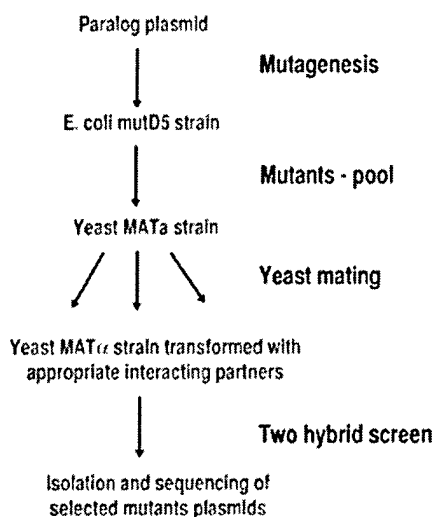 Paralog plasmid
Mutagenesis
E. coli mutD5 strain
Mutants - pool
Yeast MATa strain
Yeast mating
Yeast MATα strain transformed with
appropriate interacting partners
Two hybrid screen
Isolation and sequencing of
selected mutants plasmids